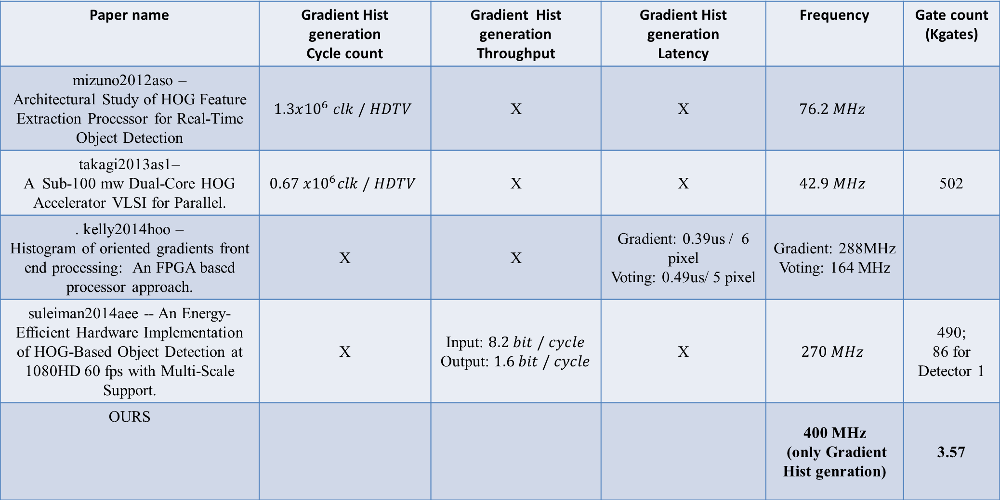 Paper name
Gradient Hist
generation
Cycle count
Gradient Hist
generation
Throughput
Gradient Hist
generation
Latency
Frequency
Gate count
(Kgates)
mizuno2012aso –
Architectural Study of HOG Feature
Extraction Processor for Real-Time
Object Detection
1.3x10⁶ clk / HDTV
X
X
76.2 MHz
takagi2013as1–
A Sub-100 mw Dual-Core HOG
Accelerator VLSI for Parallel.
0.67 x10⁶ clk / HDTV
X
X
42.9 MHz
502
. kelly2014hoo –
Histogram of oriented gradients front
end processing: An FPGA based
processor approach.
X
X
Gradient: 0.39us / 6
pixel
Voting: 0.49us/ 5 pixel
Gradient: 288MHz
Voting: 164 MHz
suleiman2014aee -- An Energy-
Efficient Hardware Implementation
of HOG-Based Object Detection at
1080HD 60 fps with Multi-Scale
Support.
X
Input: 8.2 bit / cycle
Output: 1.6 bit / cycle
X
270 MHz
490;
86 for
Detector 1
OURS
400 MHz
(only Gradient
Hist genration)
3.57